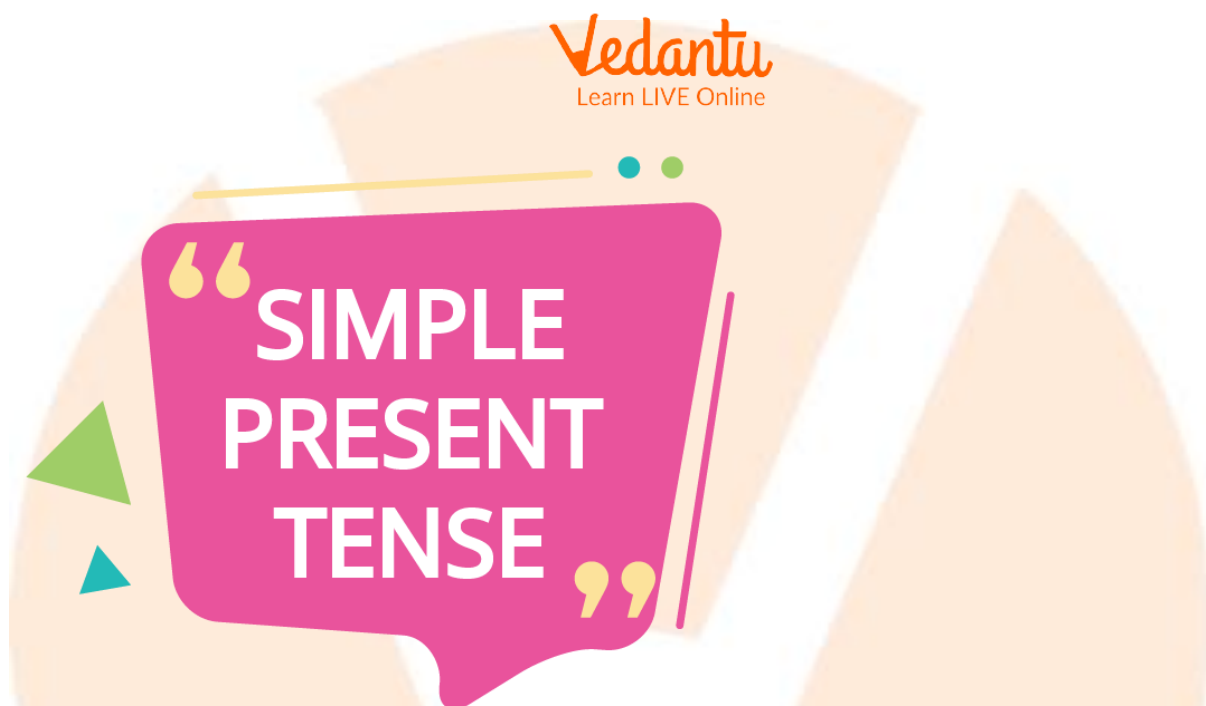 Vedantu
Learn LIVE Online
“SIMPLE
PRESENT
TENSE”